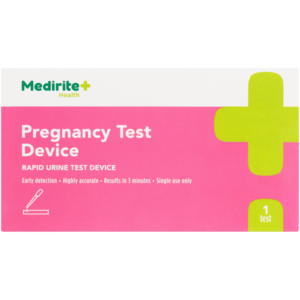 Medirite+
Health
Pregnancy Test
Device
RAPID URINE TEST DEVICE
Early detection • Highly accurate • Results in 3 minutes • Single use only
1
test